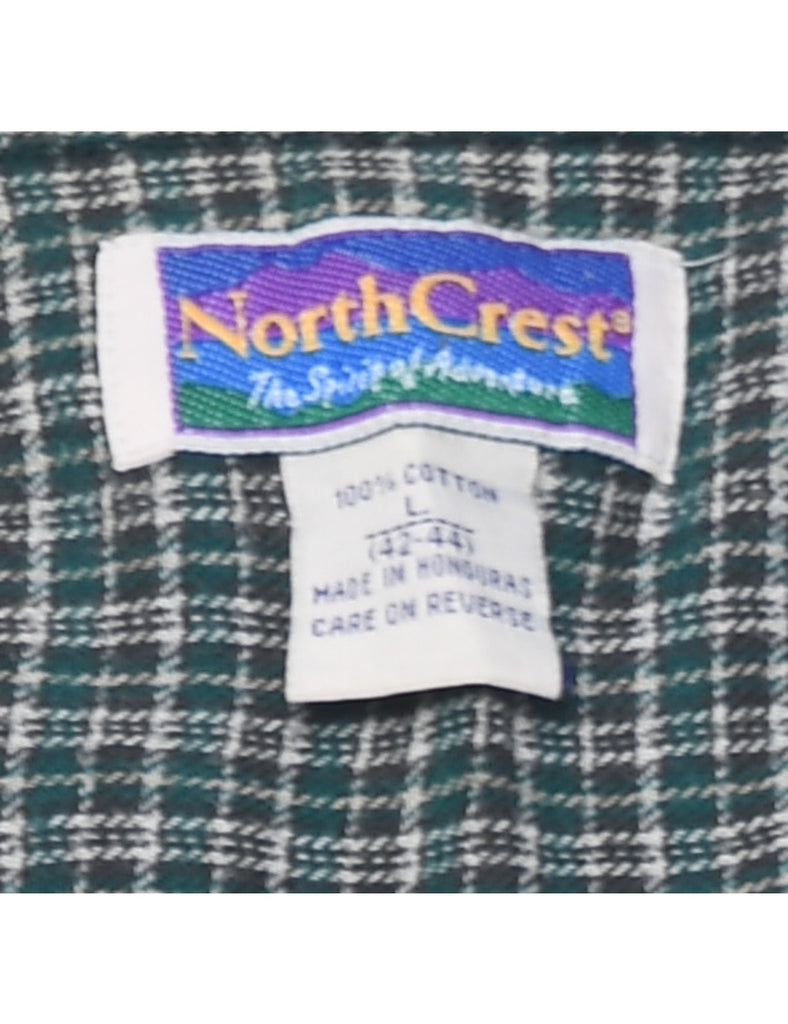 NorthCrest®
The Spirit of Adventure
100% COTTON
L
(42-44)
MADE IN HONDURAS
CARE ON REVERSE